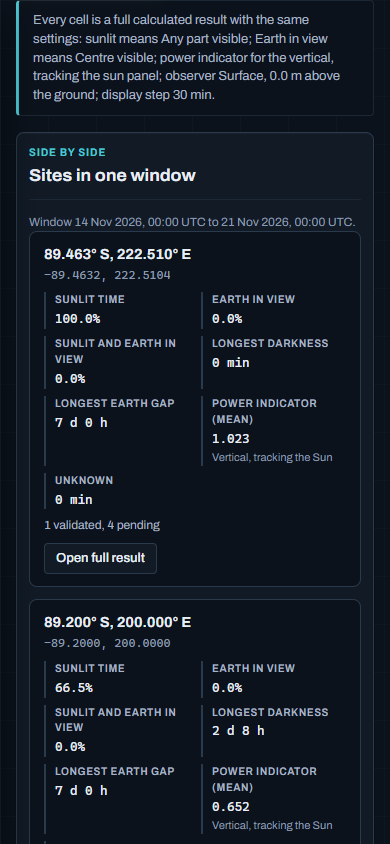 Every cell is a full calculated result with the same
settings: sunlit means Any part visible; Earth in view
means Centre visible; power indicator for the vertical,
tracking the sun panel; observer Surface, 0.0 m above
the ground; display step 30 min.
SIDE BY SIDE
Sites in one window
Window 14 Nov 2026, 00:00 UTC to 21 Nov 2026, 00:00 UTC.
89.463° S, 222.510° E
−89.4632, 222.5104
SUNLIT TIME
100.0%
EARTH IN VIEW
0.0%
SUNLIT AND EARTH IN
VIEW
0.0%
LONGEST DARKNESS
0 min
LONGEST EARTH GAP
7 d 0 h
POWER INDICATOR
(MEAN)
1.023
Vertical, tracking the Sun
UNKNOWN
0 min
1 validated, 4 pending
Open full result
89.200° S, 200.000° E
−89.2000, 200.0000
SUNLIT TIME
66.5%
EARTH IN VIEW
0.0%
SUNLIT AND EARTH IN
VIEW
0.0%
LONGEST DARKNESS
2 d 8 h
LONGEST EARTH GAP
7 d 0 h
POWER INDICATOR
(MEAN)
0.652
Vertical, tracking the Sun